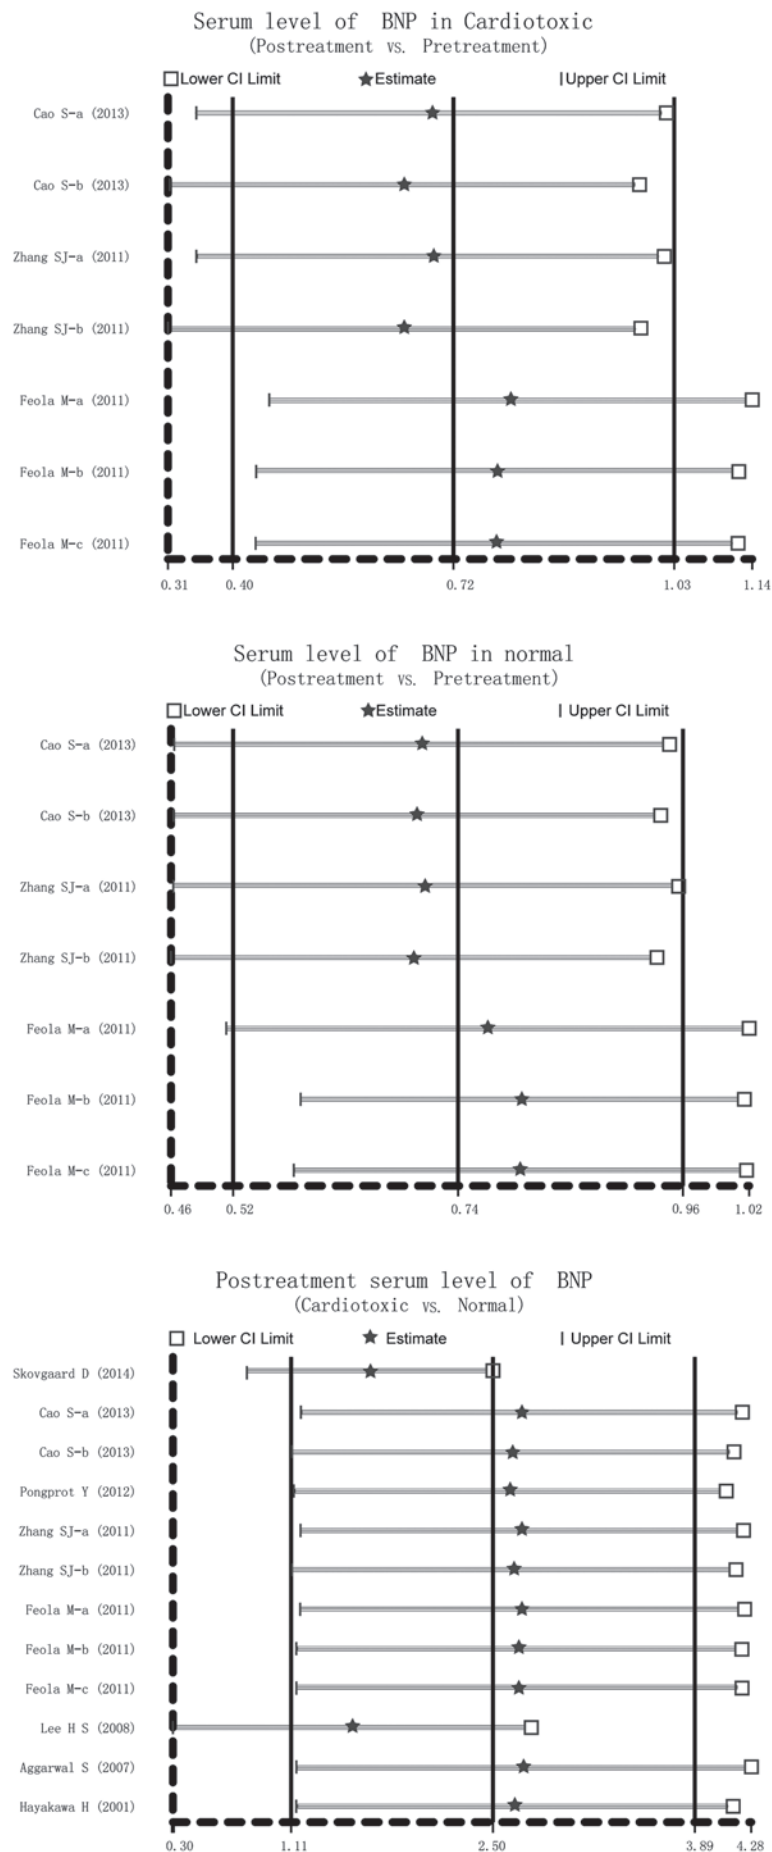 Serum level of BNP in Cardiotoxic
(Postreatment VS. Pretreatment)
Lower CI Limit Estimate Upper CI Limit
Cao S-a (2013)
Cao S-b (2013)
Zhang SJ-a (2011)
Zhang SJ-b (2011)
Feola M-a (2011)
Feola M-b (2011)
Feola M-c (2011)
0.31 0.40 0.72 1.03 1.14
Serum level of BNP in normal
(Postreatment VS. Pretreatment)
Lower CI Limit Estimate Upper CI Limit
Cao S-a (2013)
Cao S-b (2013)
Zhang SJ-a (2011)
Zhang SJ-b (2011)
Feola M-a (2011)
Feola M-b (2011)
Feola M-c (2011)
0.46 0.52 0.74 0.96 1.02
Postreatment serum level of BNP
(Cardiotoxic VS. Normal)
Lower CI Limit Estimate Upper CI Limit
Skovgaard D (2014)
Cao S-a (2013)
Cao S-b (2013)
Pongprot Y (2012)
Zhang SJ-a (2011)
Zhang SJ-b (2011)
Feola M-a (2011)
Feola M-b (2011)
Feola M-c (2011)
Lee H S (2008)
Aggarwal S (2007)
Hayakawa H (2001)
0.30 1.11 2.50 3.89 4.28